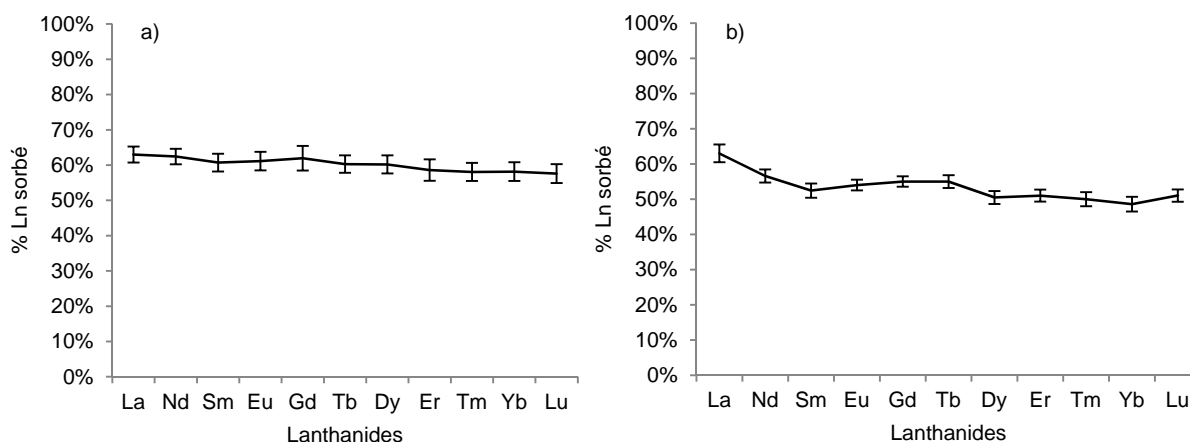 a)
100%
90%
80%
70%
60%
50%
40%
30%
20%
10%
0%
% Ln sorbé
La Nd Sm Eu Gd Tb Dy Er Tm Yb Lu
Lanthanides
b)
100%
90%
80%
70%
60%
50%
40%
30%
20%
10%
0%
% Ln sorbé
La Nd Sm Eu Gd Tb Dy Er Tm Yb Lu
Lanthanides